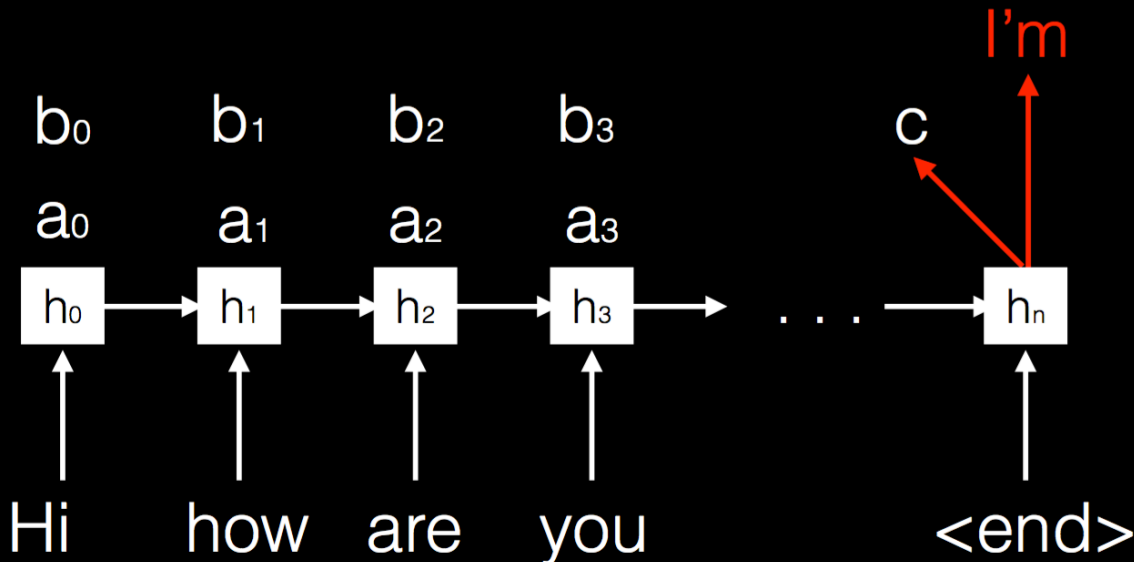 I'm
b₀ b₁ b₂ b₃ c
a₀ a₁ a₂ a₃
h₀ h₁ h₂ h₃ . . . hₙ
Hi how are you <end>